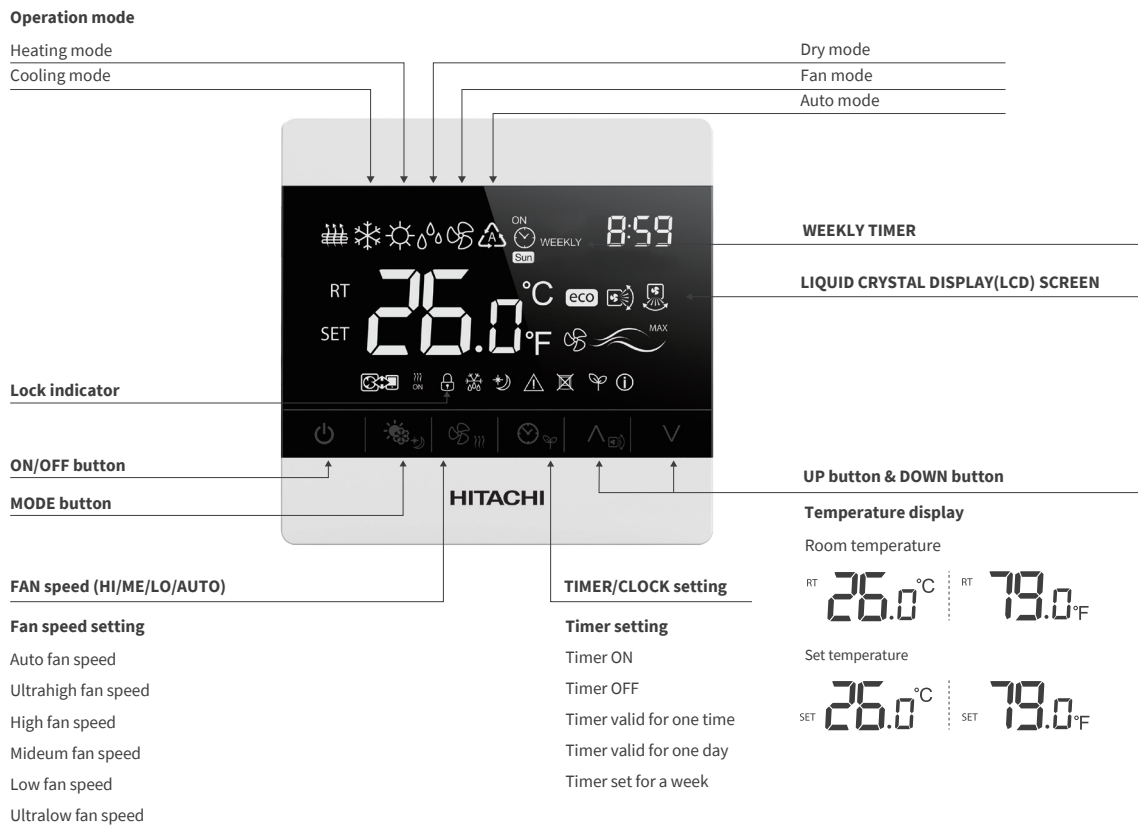 Operation mode
Heating mode
Cooling mode
Dry mode
Fan mode
Auto mode
ON
WEEKLY
Sun
8:59
A
WEEKLY TIMER
LIQUID CRYSTAL DISPLAY(LCD) SCREEN
RT
SET
26.0
°C
°F
eco
MAX
ON
Lock indicator
ON/OFF button
MODE button
HITACHI
UP button & DOWN button
Temperature display
Room temperature
RT 26.0 °C
RT 79.0 °F
Set temperature
SET 26.0 °C
SET 79.0 °F
FAN speed (HI/ME/LO/AUTO)
Fan speed setting
Auto fan speed
Ultrahigh fan speed
High fan speed
Mideum fan speed
Low fan speed
Ultralow fan speed
TIMER/CLOCK setting
Timer setting
Timer ON
Timer OFF
Timer valid for one time
Timer valid for one day
Timer set for a week